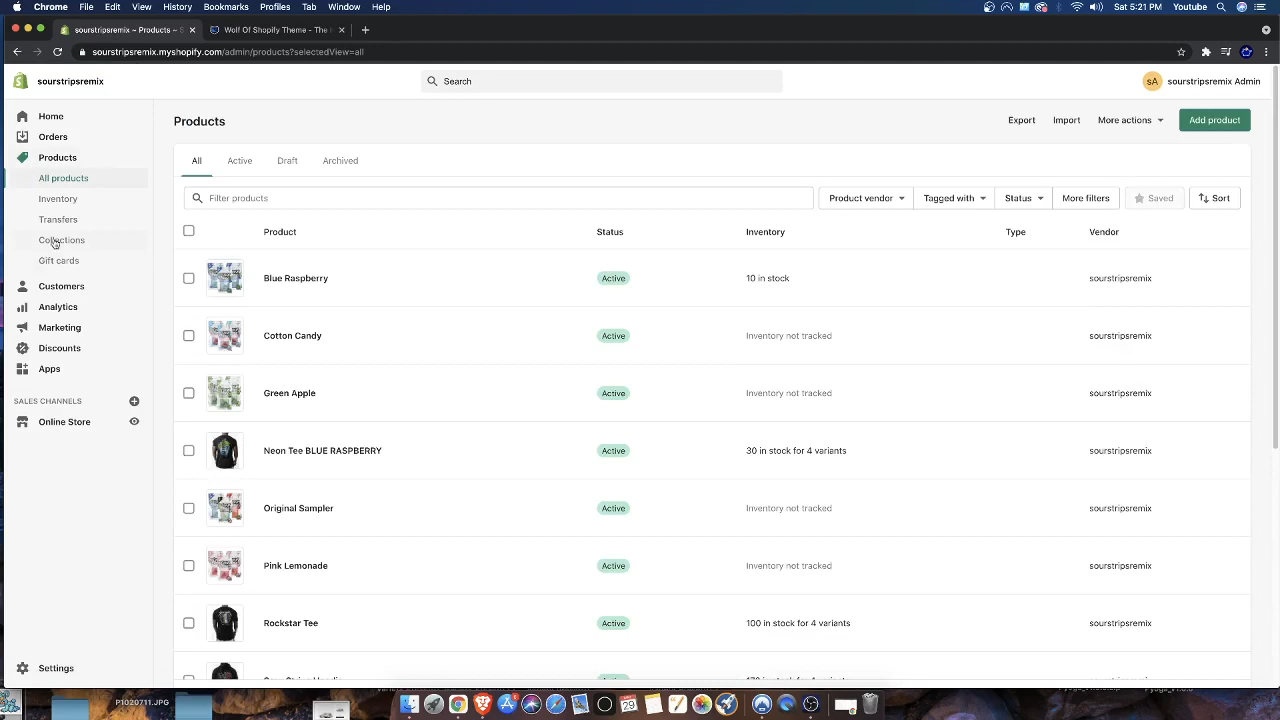 Chrome File Edit View History Bookmarks Profiles Tab Window Help Sat 5:21 PM Youtube
sourstripsremix ~ Products ~ S Wolf Of Shopify Theme - The
sourstripsremix.myshopify.com/admin/products?selectedView=all
sourstripsremix Search sA sourstripsremix Admin
Home
Orders
Products
All products
Inventory
Transfers
Collections
Gift cards
Customers
Analytics
Marketing
Discounts
Apps
SALES CHANNELS
Online Store
Settings
Products Export Import More actions Add product
All Active Draft Archived
Filter products Product vendor Tagged with Status More filters Saved Sort
Product Status Inventory Type Vendor
Blue Raspberry Active 10 in stock sourstripsremix
Cotton Candy Active Inventory not tracked sourstripsremix
Green Apple Active Inventory not tracked sourstripsremix
Neon Tee BLUE RASPBERRY Active 30 in stock for 4 variants sourstripsremix
Original Sampler Active Inventory not tracked sourstripsremix
Pink Lemonade Active Inventory not tracked sourstripsremix
Rockstar Tee Active 100 in stock for 4 variants sourstripsremix
P1020711.JPG